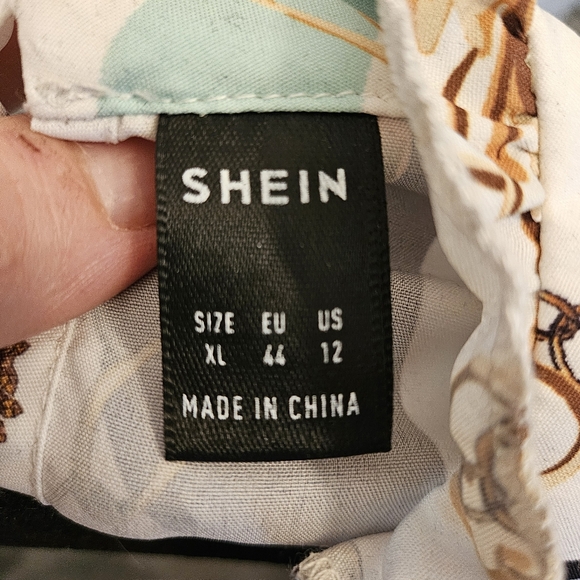 SHEIN
SIZE EU US
XL 44 12
MADE IN CHINA